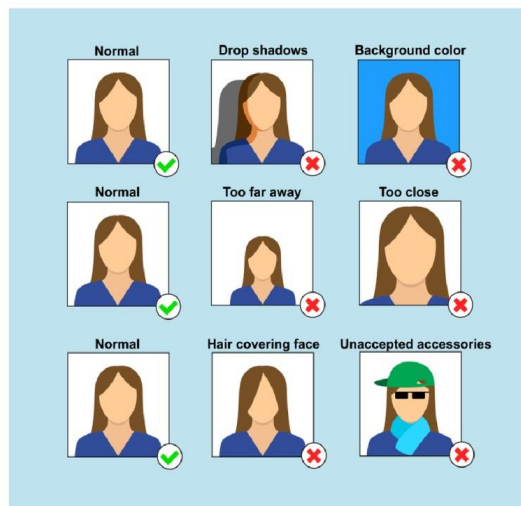 Normal
Drop shadows
Background color
Normal
Too far away
Too close
Normal
Hair covering face
Unaccepted accessories